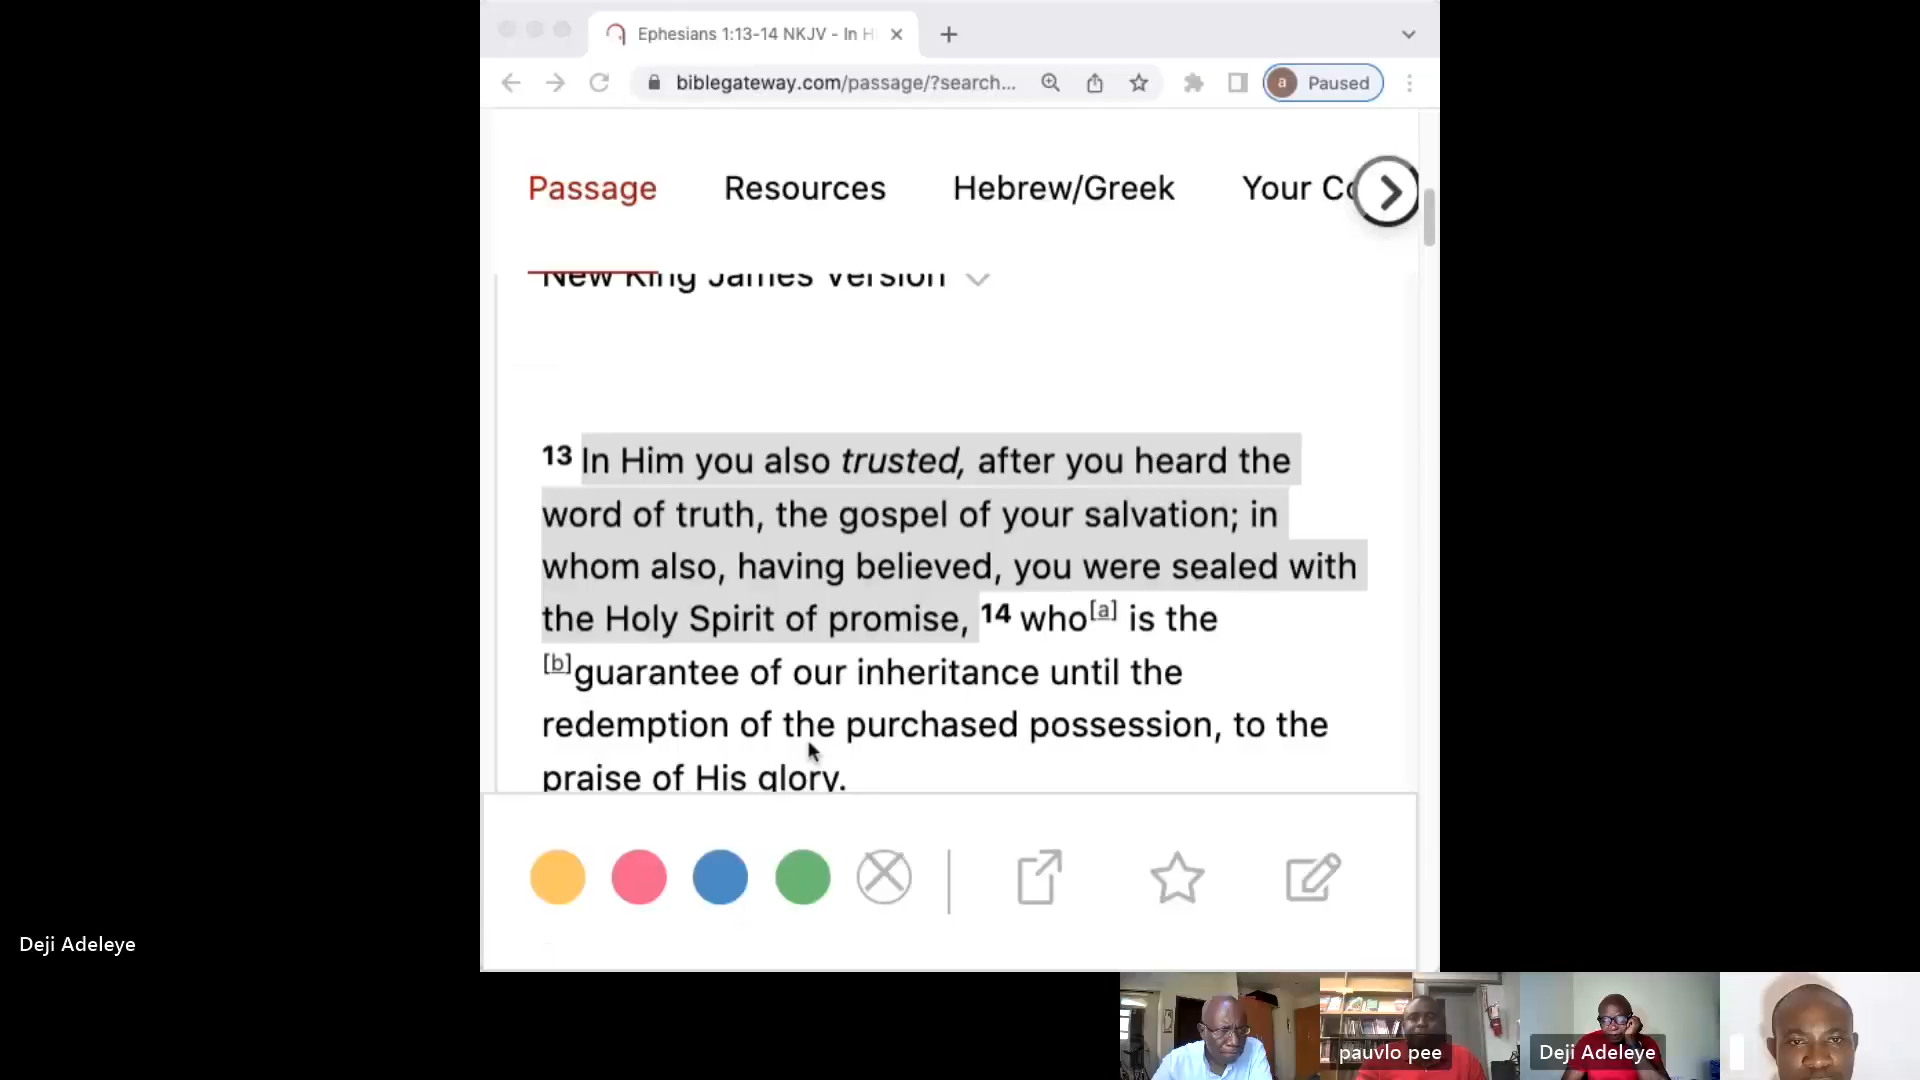 Ephesians 1:13-14 NKJV - In H
biblegateway.com/passage/?search...
a
Paused
Passage
Resources
Hebrew/Greek
Your Co
New King James Version
13 In Him you also trusted, after you heard the
word of truth, the gospel of your salvation; in
whom also, having believed, you were sealed with
the Holy Spirit of promise, 14 who[a] is the
[b]guarantee of our inheritance until the
redemption of the purchased possession, to the
praise of His glory.
Deji Adeleye
pauvlo pee
Deji Adeleye